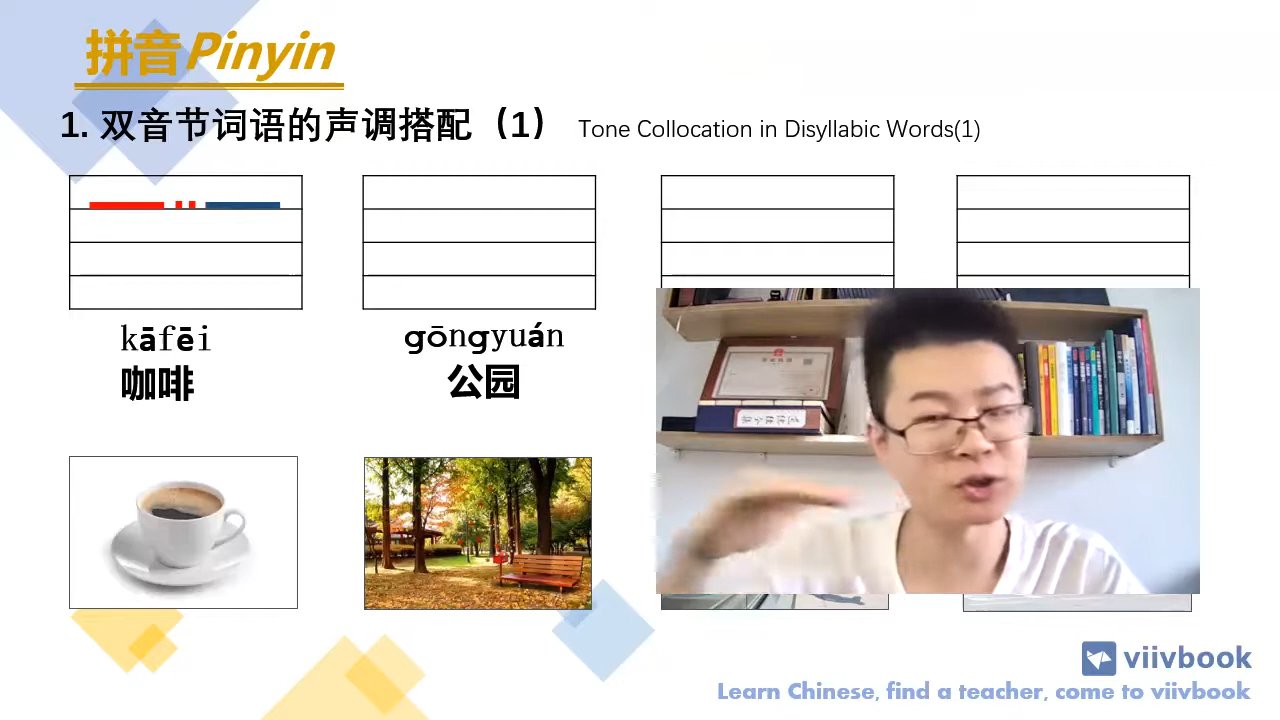 拼音Pinyin
1. 双音节词语的声调搭配（1） Tone Collocation in Disyllabic Words(1)
kāfēi
咖啡
gōngyuán
公园
viivbook
Learn Chinese, find a teacher, come to viivbook